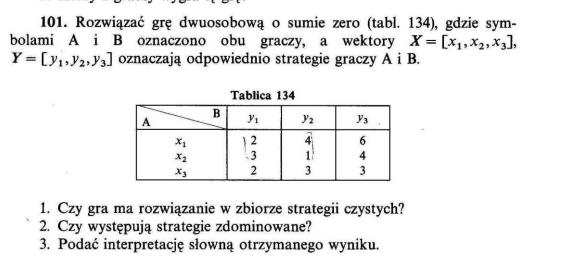 101. Rozwiązać grę dwuosobową o sumie zero (tabl. 134), gdzie sym-
bolami A i B oznaczono obu graczy, a wektory X = [x₁, x₂, x₃],
Y = [y₁, y₂, y₃] oznaczają odpowiednio strategie graczy A i B.
Tablica 134
A B y₁ y₂ y₃
x₁ 2 4 6
x₂ 3 1 4
x₃ 2 3 3
1. Czy gra ma rozwiązanie w zbiorze strategii czystych?
2. Czy występują strategie zdominowane?
3. Podać interpretację słowną otrzymanego wyniku.